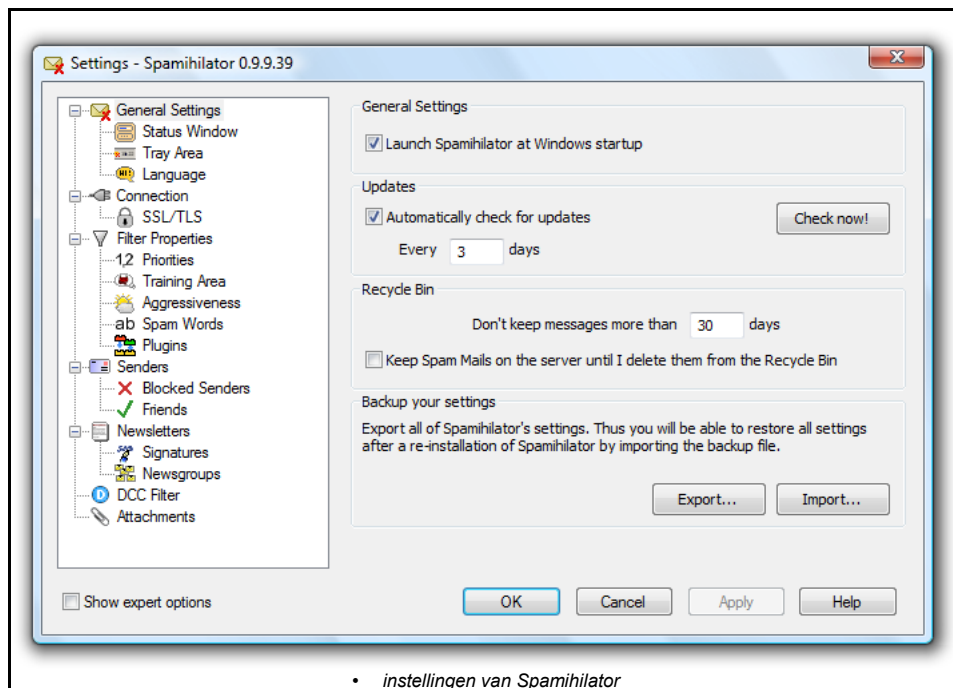 Settings - Spamihilator 0.9.9.39
General Settings
Status Window
Tray Area
Language
Connection
SSL/TLS
Filter Properties
1,2 Priorities
Training Area
Aggressiveness
ab Spam Words
Plugins
Senders
Blocked Senders
Friends
Newsletters
Signatures
Newsgroups
DCC Filter
Attachments
General Settings
Launch Spamihilator at Windows startup
Updates
Automatically check for updates
Check now!
Every 3 days
Recycle Bin
Don't keep messages more than 30 days
Keep Spam Mails on the server until I delete them from the Recycle Bin
Backup your settings
Export all of Spamihilator's settings. Thus you will be able to restore all settings
after a re-installation of Spamihilator by importing the backup file.
Export...
Import...
Show expert options
OK
Cancel
Apply
Help
• instellingen van Spamihilator